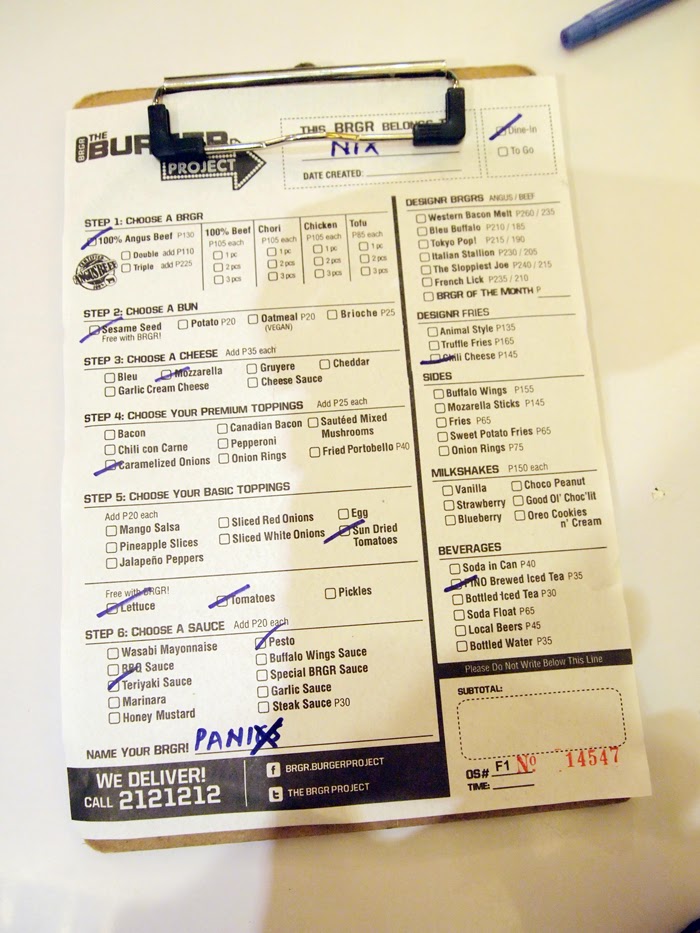 BRGR THE
BURGER
PROJECT
THIS BRGR BELONGS T
NIX
DATE CREATED:
Dine-In
To Go
STEP 1: CHOOSE A BRGR
100% Angus Beef P130
Double add P110
Triple add P225
100% Beef
P105 each
1 pc
2 pcs
3 pcs
Chori
P105 each
1 pc
2 pcs
3 pcs
Chicken
P105 each
1 pc
2 pcs
3 pcs
Tofu
P85 each
1 pc
2 pcs
3 pcs
STEP 2: CHOOSE A BUN
Sesame Seed
Free with BRGR!
Potato P20
Oatmeal P20
(VEGAN)
Brioche P25
STEP 3: CHOOSE A CHEESE Add P35 each
Bleu
Mozzarella
Gruyere
Cheddar
Garlic Cream Cheese
Cheese Sauce
STEP 4: CHOOSE YOUR PREMIUM TOPPINGS Add P25 each
Bacon
Chili con Carne
Caramelized Onions
Canadian Bacon
Pepperoni
Onion Rings
Sautéed Mixed
Mushrooms
Fried Portobello P40
STEP 5: CHOOSE YOUR BASIC TOPPINGS
Add P20 each
Mango Salsa
Pineapple Slices
Jalapeño Peppers
Sliced Red Onions
Sliced White Onions
Egg
Sun Dried
Tomatoes
Free with BRGR!
Lettuce
Tomatoes
Pickles
STEP 6: CHOOSE A SAUCE Add P20 each
Wasabi Mayonnaise
BBQ Sauce
Teriyaki Sauce
Marinara
Honey Mustard
Pesto
Buffalo Wings Sauce
Special BRGR Sauce
Garlic Sauce
Steak Sauce P30
NAME YOUR BRGR! PANIX
WE DELIVER!
CALL 2121212
BRGR.BURGERPROJECT
THE BRGR PROJECT
DESIGNR BRGRS ANGUS / BEEF
Western Bacon Melt P260 / 235
Bleu Buffalo P210 / 185
Tokyo Pop! P215 / 190
Italian Stallion P230 / 205
The Sloppiest Joe P240 / 215
French Lick P235 / 210
BRGR OF THE MONTH P
DESIGNR FRIES
Animal Style P135
Truffle Fries P165
Chili Cheese P145
SIDES
Buffalo Wings P155
Mozarella Sticks P145
Fries P65
Sweet Potato Fries P65
Onion Rings P75
MILKSHAKES P150 each
Vanilla
Strawberry
Blueberry
Choco Peanut
Good Ol' Choc'lit
Oreo Cookies
n' Cream
BEVERAGES
Soda in Can P40
Brewed Iced Tea P35
Bottled Iced Tea P30
Soda Float P65
Local Beers P45
Bottled Water P35
Please Do Not Write Below This Line
SUBTOTAL:
OS# F1 No 14547
TIME: